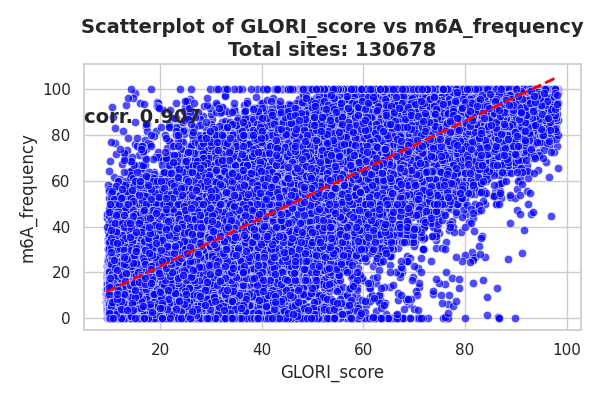 Scatterplot of GLORI_score vs m6A_frequency
Total sites: 130678
corr. 0.907
m6A_frequency
100
80
60
40
20
0
20 40 60 80 100
GLORI_score